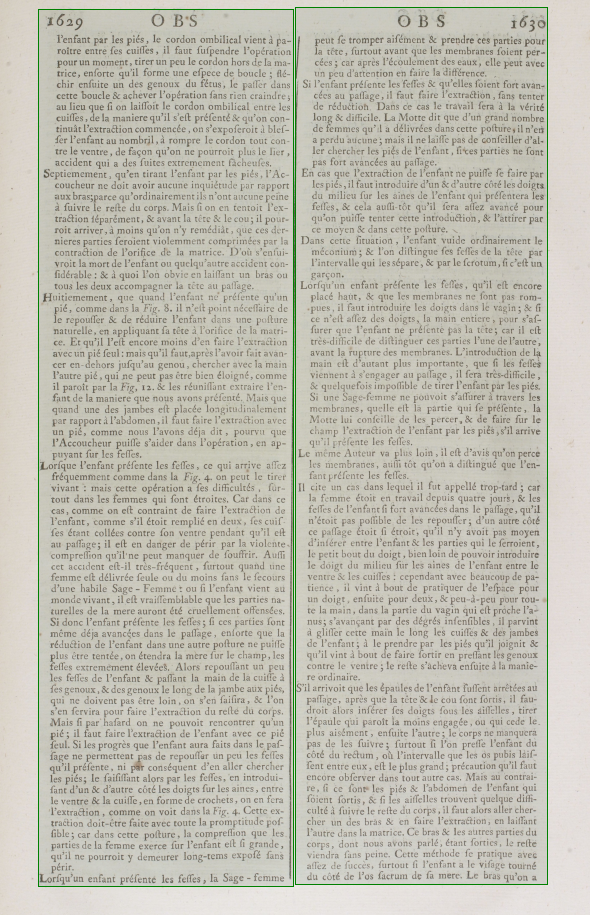 1629 OBS
l'enfant par les piés, le cordon ombilical vient à pa-
roître entre ses cuisses, il faut suspendre l'opération
pour un moment, tirer un peu le cordon hors de la ma-
trice, ensorte qu'il forme une espece de boucle; flé-
chir ensuite un des genoux du fétus, le passer dans
cette boucle & achever l'opération sans rien craindre;
au lieu que si on laissoit le cordon ombilical entre les
cuisses, de la maniere qu'il s'est présenté & qu'on con-
tinuât l'extraction commencée, on s'exposeroit à bles-
ser l'enfant au nombril, à rompre le cordon tout con-
tre le ventre, de façon qu'on ne pourroit plus le lier,
accident qui a des suites extremement fâcheuses.
Septiemement, qu'en tirant l'enfant par les piés, l'Ac-
coucheur ne doit avoir aucune inquiétude par rapport
aux bras parce qu'ordinairement ils n'ont aucune peine
à suivre le reste du corps. Mais si on en tentoit l'ex-
traction séparément, & avant la tête & le cou; il pour-
roit arriver, à moins qu'on n'y remédiât, que ces der-
nieres parties seroient violemment comprimées par la
contraction de l'orifice de la matrice. D'où s'ensui-
vroit la mort de l'enfant ou quelqu'autre accident con-
sidérable: & à quoi l'on obvie en laissant un bras ou
tous les deux accompagner la tête au passage.
Huitiemement, que quand l'enfant ne présente qu'un
pié, comme dans la Fig. 8. il n'est point nécessaire de
le repousser & de réduire l'enfant dans une posture
naturelle, en appliquant sa tête à l'orifice de la matri-
ce. Et qu'il est encore moins d'en faire l'extraction
avec un pié seul: mais qu'il faut, après l'avoir fait avan-
cer en-dehors jusqu'au genou, chercher avec la main
l'autre pié, qui ne peut pas être bien éloigné, comme
il paroît par la Fig. 12. & les réunissant extraire l'en-
fant de la maniere que nous avons présenté. Mais que
quand une des jambes est placée longitudinalement
par rapport à l'abdomen, il faut faire l'extraction avec
un pié, comme nous l'avons déja dit, pourvu que
l'Accoucheur puisse s'aider dans l'opération, en ap-
puyant sur les fesses.
Lorsque l'enfant présente les fesses, ce qui arrive assez
fréquemment comme dans la Fig. 4. on peut le tirer
vivant: mais cette opération a ses difficultés, sur-
tout dans les femmes qui sont étroites. Car dans ce
cas, comme on est contraint de faire l'extraction de
l'enfant, comme s'il étroit remplié en deux, ses cuis-
ses étant collées contre son ventre pendant qu'il est
au passage; il est en danger de périr par la violente
compression qu'il ne peut manquer de souffrir. Aussi
cet accident est-il très-fréquent, surtout quand une
femme est délivrée seule ou du moins sans le secours
d'une habile Sage-Femme: ou si l'enfant vient au
monde vivant, il est vraissemblable que les parties na-
turelles de la mere auront été cruellement offensées.
Si donc l'enfant présente les fesses; si ces parties sont
même déja avancées dans le passage, ensorte que la
réduction de l'enfant dans une autre posture ne puisse
plus être tentée, on étendra la mere sur le champ, les
fesses extremement élevées. Alors repoussant un peu
les fesses de l'enfant & passant la main de la cuisse à
ses genoux, & des genoux le long de la jambe aux piés,
qui ne doivent pas être loin, on s'en saisira, & l'on
s'en servira pour faire l'extraction du reste du corps.
Mais si par hasard on ne pouvoit rencontrer qu'un
pié; il faut faire l'extraction de l'enfant avec ce pié
seul. Si les progrès que l'enfant aura faits dans le pas-
sage ne permettent pas de repousser un peu les fesses
qu'il présente, ni par conséquent d'en aller chercher
les piés; le saisissant alors par les fesses, en introdui-
sant d'un & d'autre côté les doigts sur les aines, entre
le ventre & la cuisse, en forme de crochets, on en fera
l'extraction, comme on voit dans la Fig. 4. Cette ex-
traction doit-être faite avec toute la promptitude pos-
sible; car dans cette posture, la compression que les
parties de la femme exerce sur l'enfant est si grande,
qu'il ne pourroit y demeurer long-tems exposé sans
périr.
Lorsqu'un enfant présente les fesses, la Sage-femme
OBS 1630
peut se tromper aisément & prendre ces parties pour
la tête, surtout avant que les membranes soient per-
cées; car après l'écoulement des eaux, elle peut avec
un peu d'attention en faire la différence.
Si l'enfant présente les fesses & qu'elles soient fort avan-
cées au passage, il faut faire l'extraction, sans tenter
de réduction. Dans ce cas le travail sera à la vérité
long & difficile. La Motte dit que d'un grand nombre
de femmes qu'il a délivrées dans cette posture, il n'en
a perdu aucune; mais il ne laisse pas de conseiller d'al-
ler chercher les piés de l'enfant, si ces parties ne sont
pas fort avancées au passage.
En cas que l'extraction de l'enfant ne puisse se faire par
les piés, il faut introduire d'un & d'autre côté les doigts
du milieu sur les aines de l'enfant qui présentera les
fesses, & cela aussi-tôt qu'il sera assez avancé pour
qu'on puisse tenter cette introduction, & l'attirer par
ce moyen & dans cette posture.
Dans cette situation, l'enfant vuide ordinairement le
méconium; & l'on distingue ses fesses de la tête par
l'intervalle qui les sépare, & par le scrotum, si c'est un
garçon.
Lorsqu'un enfant présente les fesses, qu'il est encore
placé haut, & que les membranes ne sont pas rom-
pues, il faut introduire les doigts dans le vagin; & si
ce n'est assez des doigts, la main entiere, pour s'as-
surer que l'enfant ne présente pas la tête; car il est
très-difficile de distinguer ces parties l'une de l'autre,
avant la rupture des membranes. L'introduction de la
main est d'autant plus importante, que si les fesses
viennent à s'engager au passage, il sera très-difficile,
& quelquefois impossible de tirer l'enfant par les piés.
Si une Sage-femme ne pouvoit s'assurer à travers les
membranes, quelle est la partie qui se présente, la
Motte lui conseille de les percer, & de faire sur le
champ l'extraction de l'enfant par les piés, s'il arrive
qu'il présente les fesses.
Le même Auteur va plus loin, il est d'avis qu'on perce
les membranes, aussi tôt qu'on a distingué que l'en-
fant présente les fesses.
Il cite un cas dans lequel il fut appellé trop-tard; car
la femme étoit en travail depuis quatre jours, & les
fesses de l'enfant si fort avancées dans le passage, qu'il
n'étoit pas possible de les repousser; d'un autre côté
ce passage étoit si étroit, qu'il n'y avoit pas moyen
d'insérer entre l'enfant & les parties qui le serroient,
le petit bout du doigt, bien loin de pouvoir introduire
le doigt du milieu sur les aines de l'enfant entre le
ventre & les cuisses: cependant avec beaucoup de pa-
tience, il vint à bout de pratiquer de l'espace pour
un doigt, ensuite pour deux, & peu-à-peu pour tou-
te la main, dans la partie du vagin qui est proche l'a-
nus; s'avançant par des dégrés insensibles, il parvint
à glisser cette main le long des cuisses & des jambes
de l'enfant; à le prendre par les piés qu'il joignit &
qu'il vint à bout de faire sortir en pressant les genoux
contre le ventre; le reste s'acheva ensuite à la manie-
re ordinaire.
S'il arrivoit que les épaules de l'enfant fussent arrêtées au
passage, après que la tête & le cou sont sortis, il fau-
droit alors insérer ses doigts sous les aisselles, tirer
l'épaule qui paroît la moins engagée, ou qui cede le
plus aisément, ensuite l'autre; le corps ne manquera
pas de les suivre; surtout si l'on presse l'enfant du
côté du rectum, où l'intervalle que les os pubis laiss-
sent entre eux, est le plus grand; précaution qu'il faut
encore observer dans tout autre cas. Mais au contrai-
re, si ce sont les piés & l'abdomen de l'enfant qui
soient sortis, & si les aisselles trouvent quelque diffi-
culté à suivre le reste du corps, il faut alors aller cher-
cher un des bras & en faire l'extraction, en laissant
l'autre dans la matrice. Ce bras & les autres parties du
corps, dont nous avons parlé, étant sorties, le reste
viendra sans peine. Cette méthode se pratique avec
assez de succès, surtout si l'enfant a le visage tourné
du côté de l'os sacrum de sa mere. Le bras qu'on a